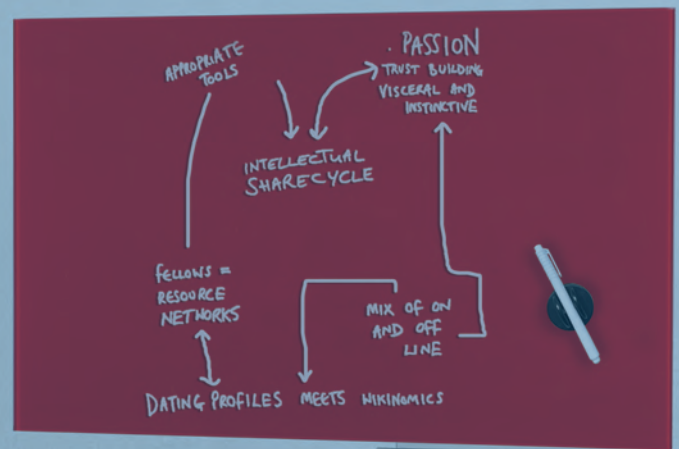 APPROPRIATE
TOOLS
. PASSION
TRUST BUILDING
VISCERAL AND
INSTINCTIVE
INTELLECTUAL
SHARECYCLE
FELLOWS =
RESOURCE
NETWORKS
MIX OF ON
AND OFF
LINE
DATING PROFILES MEETS WIKINOMICS